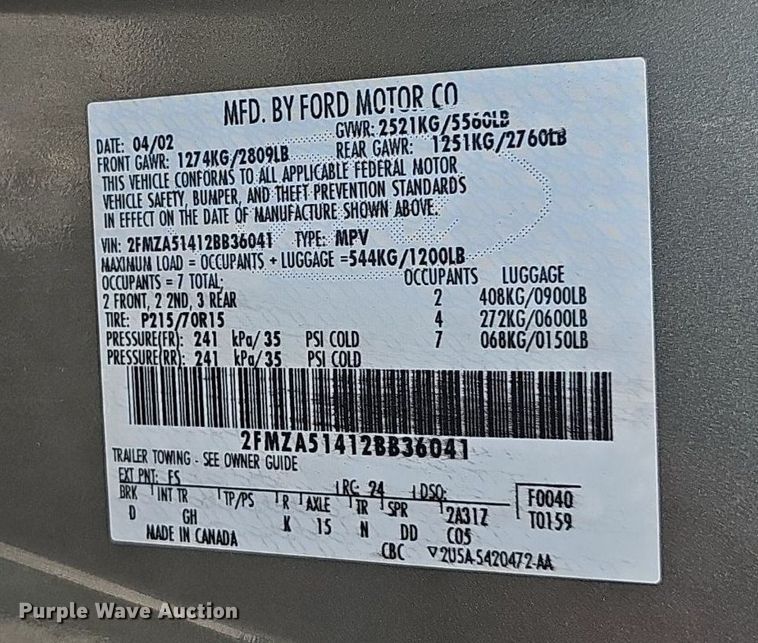 MFD. BY FORD MOTOR CO
DATE: 04/02 GVWR: 2521KG/5560LB
FRONT GAWR: 1274KG/2809LB REAR GAWR: 1251KG/2760LB
THIS VEHICLE CONFORMS TO ALL APPLICABLE FEDERAL MOTOR
VEHICLE SAFETY, BUMPER, AND THEFT PREVENTION STANDARDS
IN EFFECT ON THE DATE OF MANUFACTURE SHOWN ABOVE.
VIN: 2FMZA51412BB36041 TYPE: MPV
MAXIMUM LOAD = OCCUPANTS + LUGGAGE =544KG/1200LB
OCCUPANTS = 7 TOTAL; OCCUPANTS LUGGAGE
2 FRONT, 2 2ND, 3 REAR 2 408KG/0900LB
TIRE: P215/70R15 4 272KG/0600LB
PRESSURE(FR): 241 kPa/35 PSI COLD 7 068KG/0150LB
PRESSURE(RR): 241 kPa/35 PSI COLD
2FMZA51412BB36041
TRAILER TOWING - SEE OWNER GUIDE
EXT PNT: FS RC: 24 DSO: F0040
BRK INT TR TP/PS R AXLE TR SPR 2A31Z T0159
D GH K 15 N DD C05
MADE IN CANADA CBC ▽2U5A-5420472-AA
Purple Wave Auction